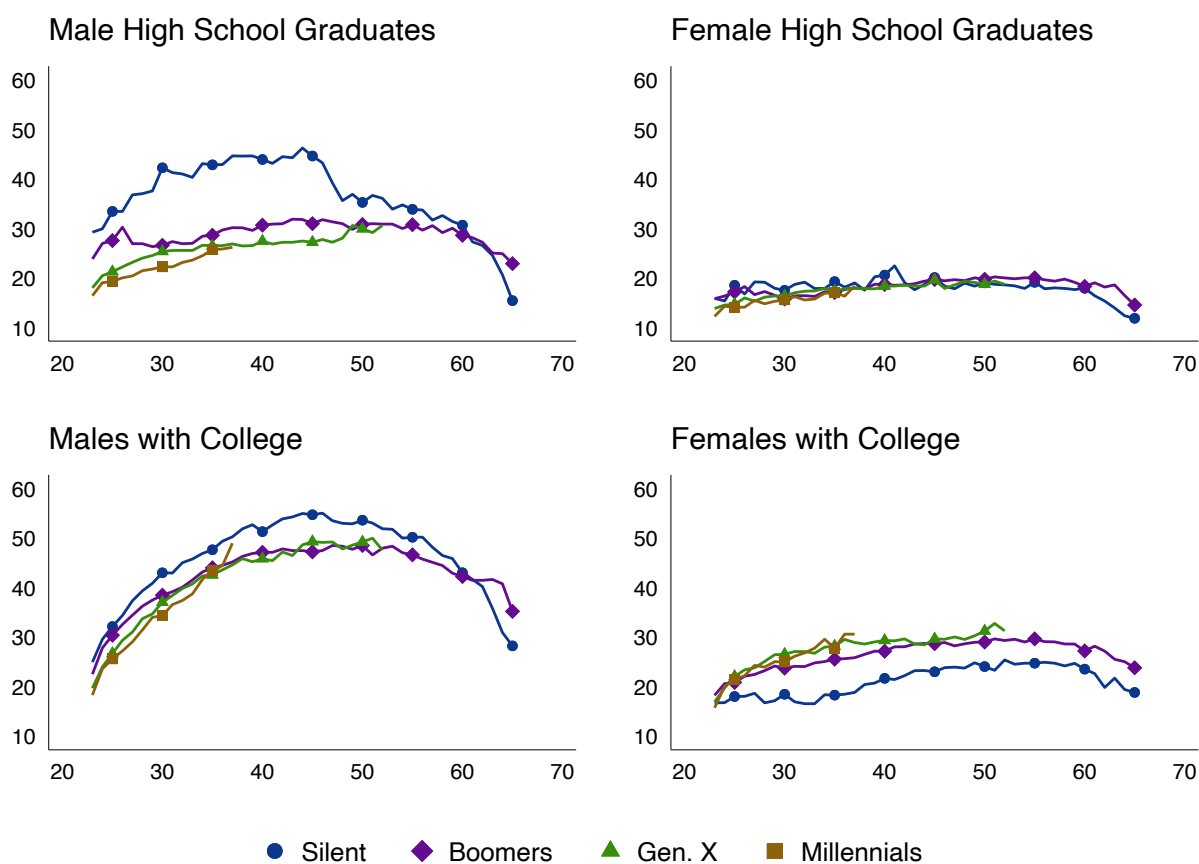 Male High School Graduates
60
50
40
30
20
10
20 30 40 50 60 70
Female High School Graduates
60
50
40
30
20
10
20 30 40 50 60 70
Males with College
60
50
40
30
20
10
20 30 40 50 60 70
Females with College
60
50
40
30
20
10
20 30 40 50 60 70
Silent Boomers Gen. X Millennials